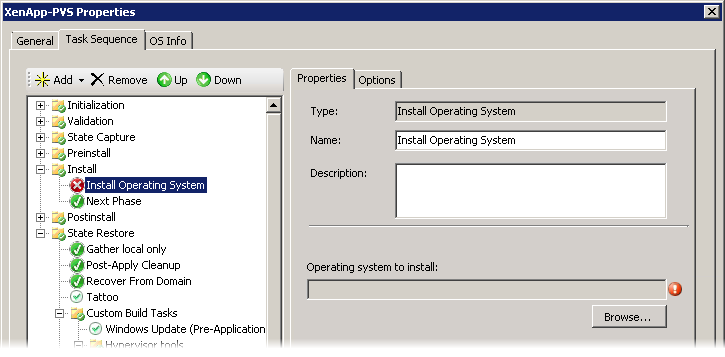 XenApp-PVS Properties
General Task Sequence OS Info
Add Remove Up Down
Initialization
Validation
State Capture
Preinstall
Install
Install Operating System
Next Phase
Postinstall
State Restore
Gather local only
Post-Apply Cleanup
Recover From Domain
Tattoo
Custom Build Tasks
Windows Update (Pre-Application
Hypervisor tools
Properties Options
Type: Install Operating System
Name: Install Operating System
Description:
Operating system to install:
Browse...